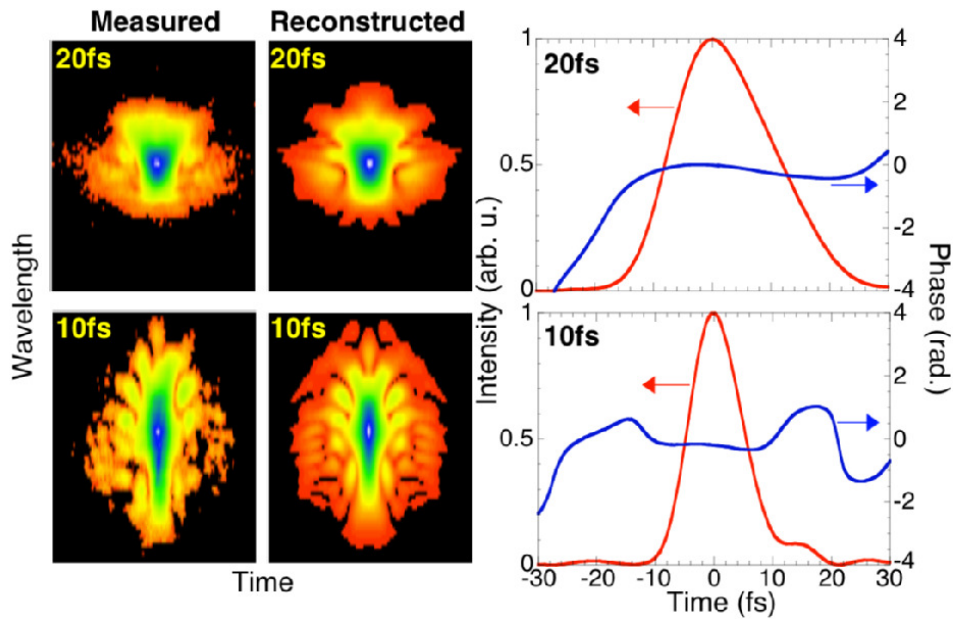 Measured
Reconstructed
20fs
20fs
10fs
10fs
Wavelength
Time
20fs
1
0.5
0
4
2
0
-2
-4
10fs
1
0.5
0
4
2
0
-2
-4
-30
-20
-10
0
10
20
30
Intensity (arb. u.)
Phase (rad.)
Time (fs)